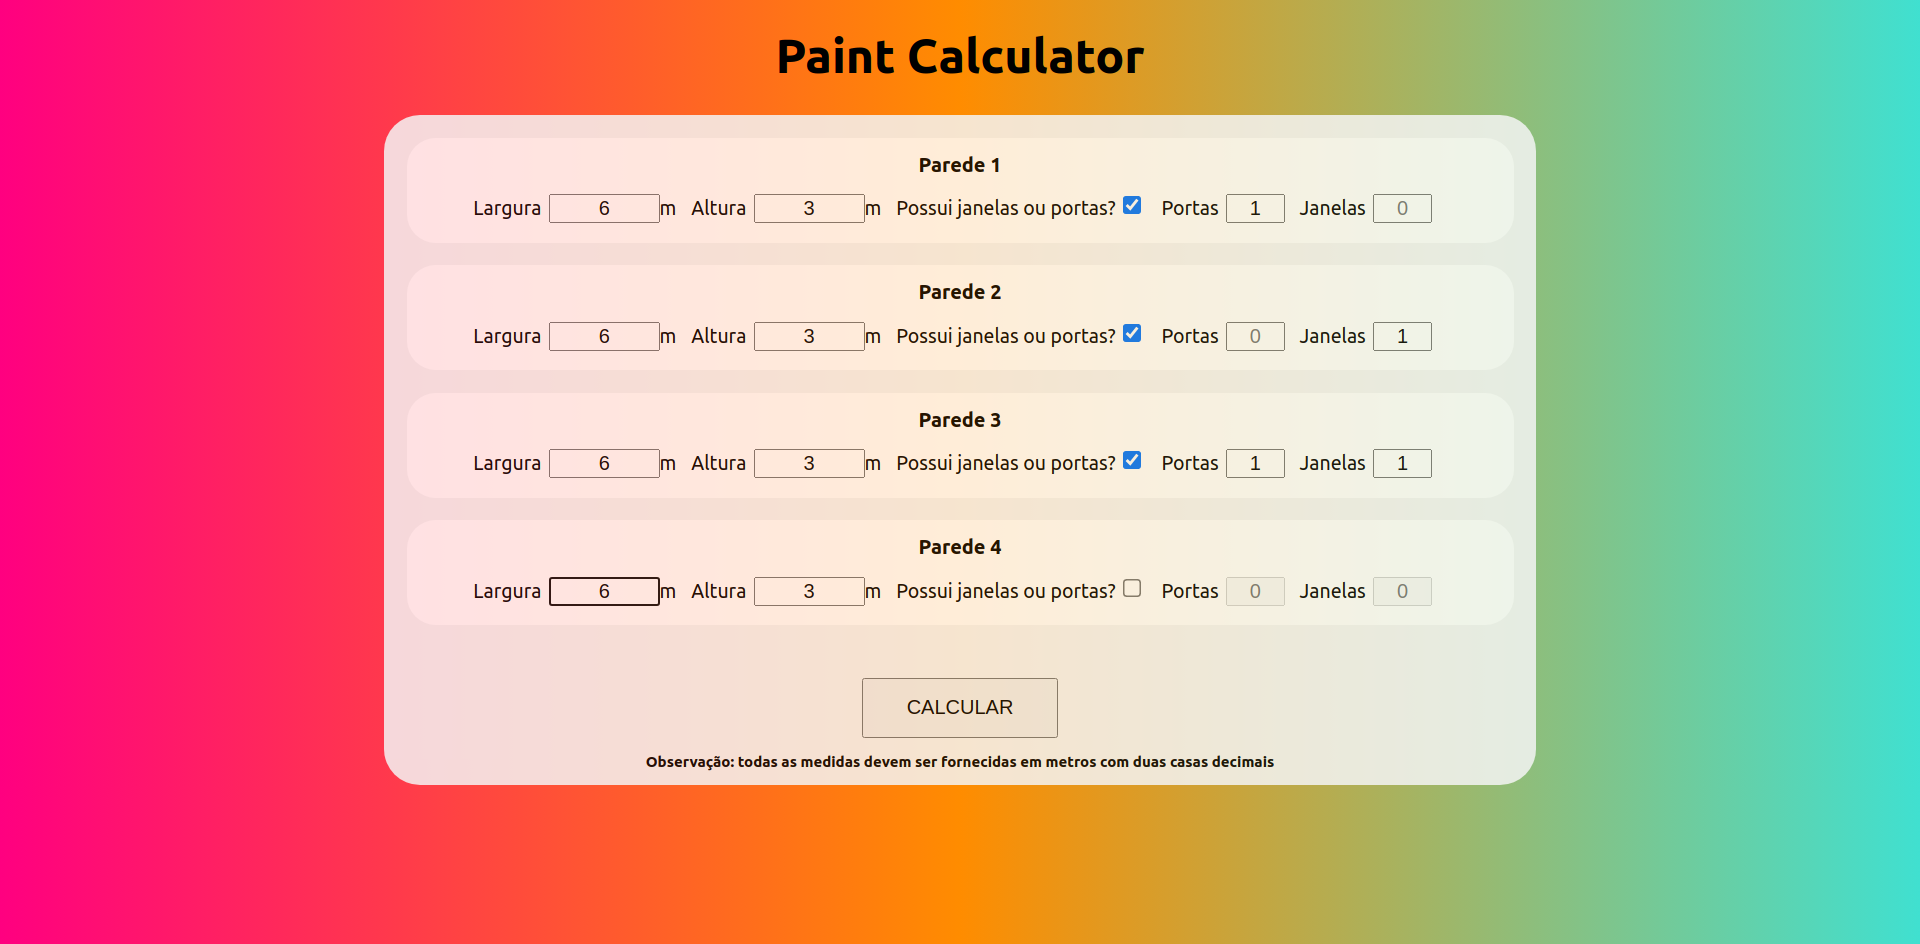 Paint Calculator
Parede 1
Largura 6 m Altura 3 m Possui janelas ou portas? Portas 1 Janelas 0
Parede 2
Largura 6 m Altura 3 m Possui janelas ou portas? Portas 0 Janelas 1
Parede 3
Largura 6 m Altura 3 m Possui janelas ou portas? Portas 1 Janelas 1
Parede 4
Largura 6 m Altura 3 m Possui janelas ou portas? Portas 0 Janelas 0
CALCULAR
Observação: todas as medidas devem ser fornecidas em metros com duas casas decimais